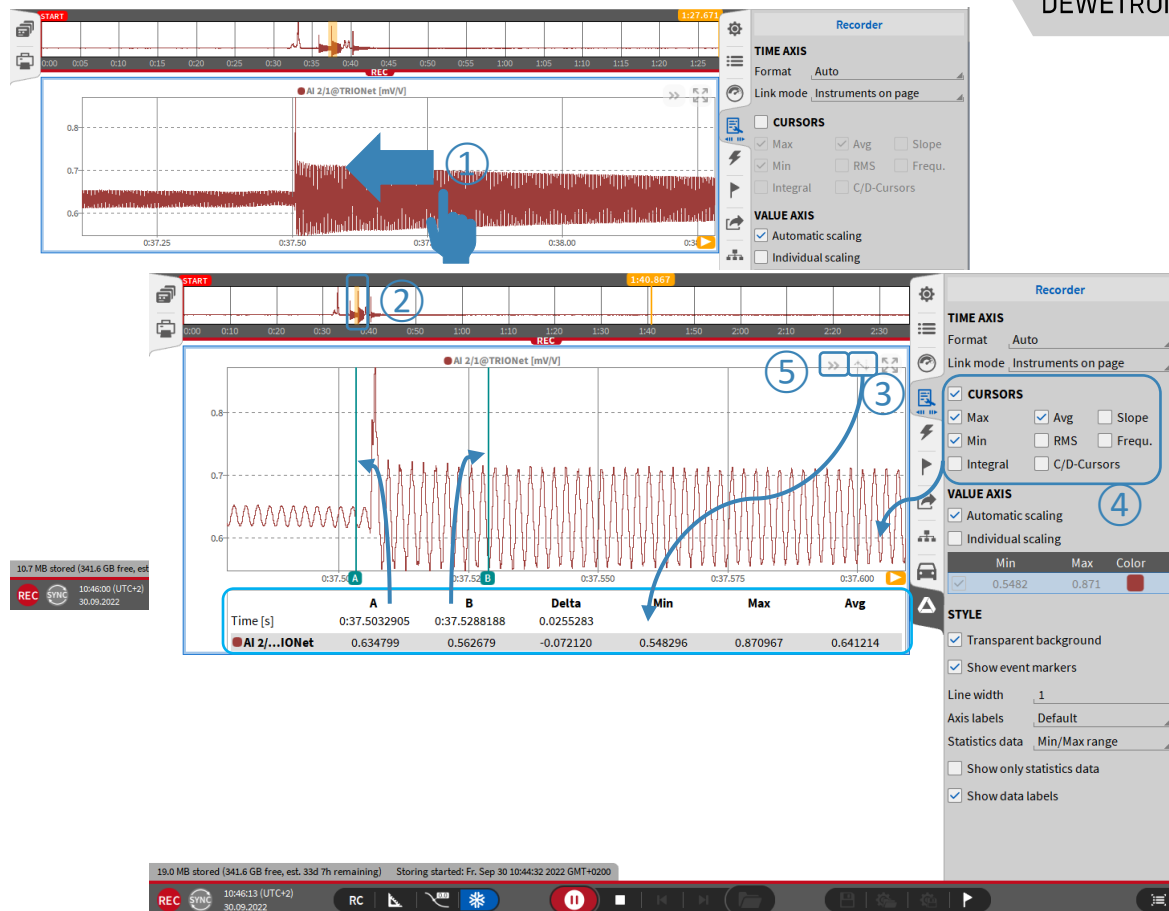 DEWETRON
START
1:27.671
Recorder
0:00 0:05 0:10 0:15 0:20 0:25 0:30 0:35 0:40 0:45 0:50 0:55 1:00 1:05 1:10 1:15 1:20 1:25
REC
TIME AXIS
Format Auto
Link mode Instruments on page
AI 2/1@TRIONet [mV/V]
CURSORS
Max Avg Slope
Min RMS Frequ.
Integral C/D-Cursors
VALUE AXIS
Automatic scaling
Individual scaling
0.8
0.7
0.6
1
0:37.25 0:37.50 0:37. 0:38.00 0:38
START
1:40.867
2
0:00 0:10 0:20 0:30 0:40 0:50 1:00 1:10 1:20 1:30 1:40 1:50 2:00 2:10 2:20 2:30
REC
AI 2/1@TRIONet [mV/V]
5
3
0.8
0.7
0.6
0:37.50 0:37.52 0:37.550 0:37.575 0:37.600
A B
A B Delta Min Max Avg
Time [s] 0:37.5032905 0:37.5288188 0.0255283
AI 2/...IONet 0.634799 0.562679 -0.072120 0.548296 0.870967 0.641214
Recorder
TIME AXIS
Format Auto
Link mode Instruments on page
CURSORS
Max Avg Slope
Min RMS Frequ.
Integral C/D-Cursors
4
VALUE AXIS
Automatic scaling
Individual scaling
Min Max Color
0.5482 0.871
STYLE
Transparent background
Show event markers
Line width 1
Axis labels Default
Statistics data Min/Max range
Show only statistics data
Show data labels
10.7 MB stored (341.6 GB free, est
REC SYNC 10:46:00 (UTC+2)
30.09.2022
19.0 MB stored (341.6 GB free, est. 33d 7h remaining) Storing started: Fr. Sep 30 10:44:32 2022 GMT+0200
REC SYNC 10:46:13 (UTC+2)
30.09.2022
RC 0.0